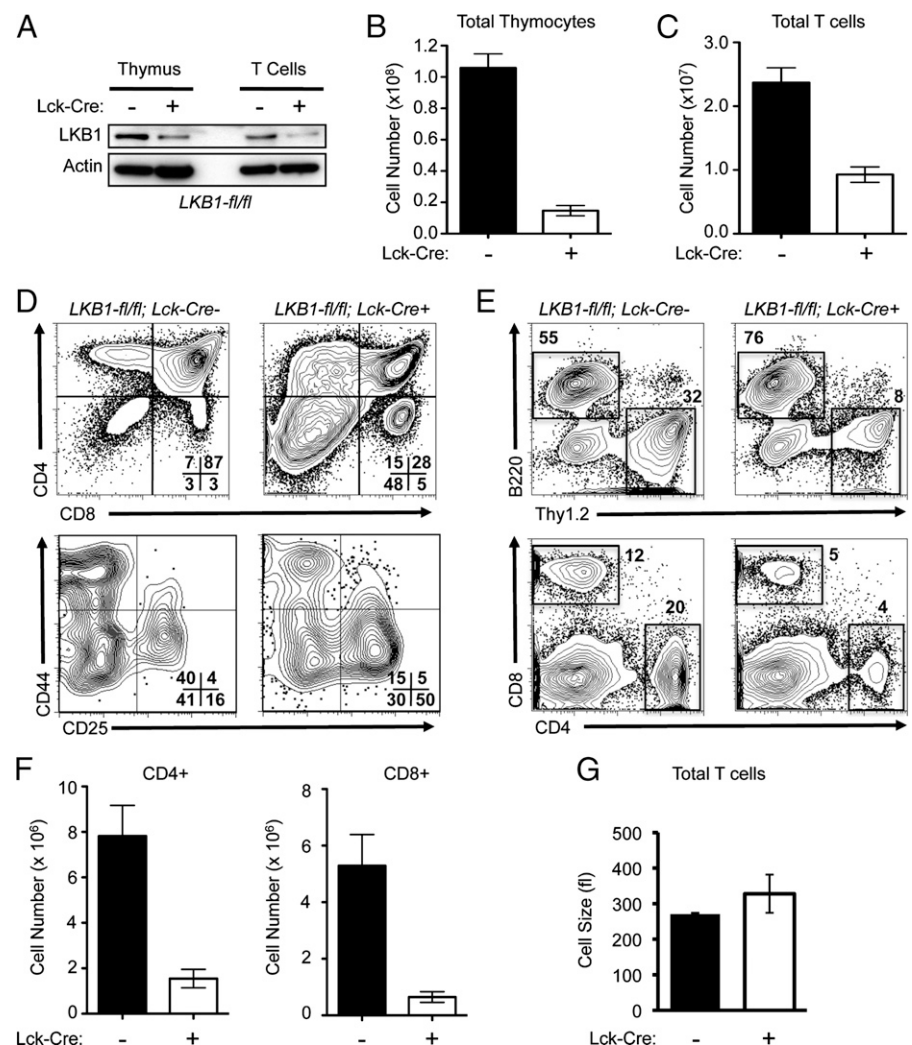 A
Thymus T Cells
Lck-Cre: - + - +
LKB1
Actin
LKB1-fl/fl
B
Total Thymocytes
Cell Number (x10⁸)
1.2
1.0
0.8
0.6
0.4
0.2
0.0
Lck-Cre: - +
C
Total T cells
Cell Number (x10⁷)
3.0
2.0
1.0
0.0
Lck-Cre: - +
D
LKB1-fl/fl; Lck-Cre- LKB1-fl/fl; Lck-Cre+
CD4
7 87
3 3
15 28
48 5
CD8
CD44
40 4
41 16
15 5
30 50
CD25
E
LKB1-fl/fl; Lck-Cre- LKB1-fl/fl; Lck-Cre+
B220
55
32
76
8
Thy1.2
CD8
12
20
5
4
CD4
F
CD4+
Cell Number (x 10⁶)
10
8
6
4
2
0
Lck-Cre: - +
CD8+
Cell Number (x 10⁶)
8
6
4
2
0
- +
G
Total T cells
Cell Size (fl)
500
400
300
200
100
0
Lck-Cre: - +